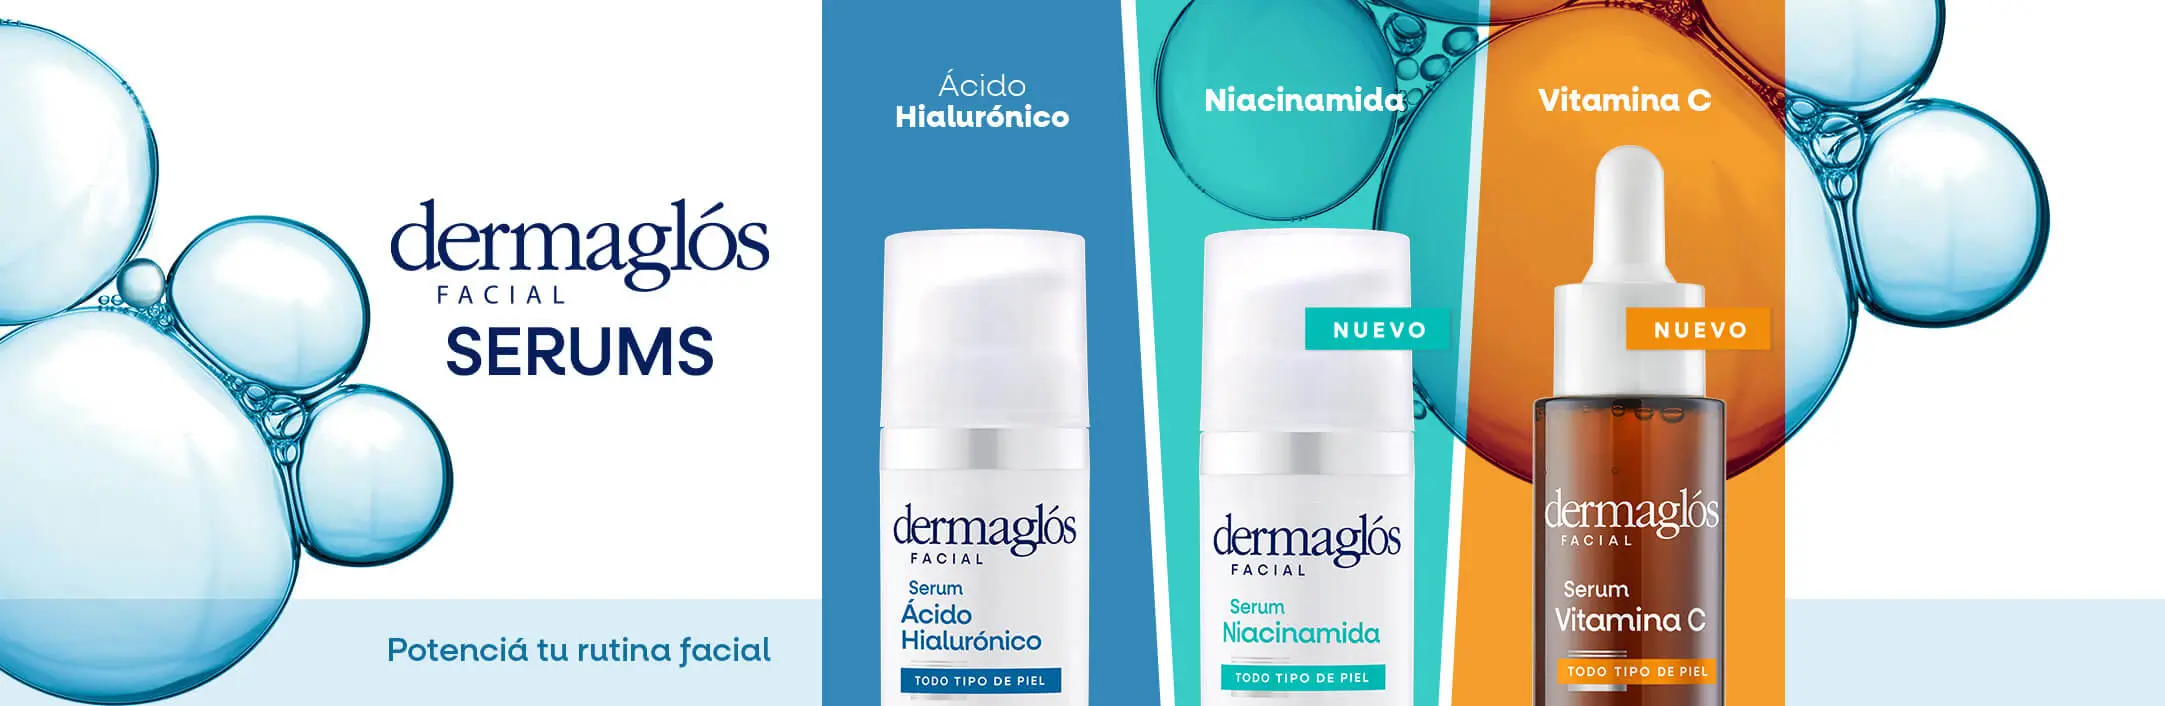 dermaglós
FACIAL
SERUMS
Potenciá tu rutina facial
Ácido
Hialurónico
dermaglós
FACIAL
Serum
Ácido
Hialurónico
TODO TIPO DE PIEL
Niacinamida
NUEVO
dermaglós
FACIAL
Serum
Niacinamida
TODO TIPO DE PIEL
Vitamina C
NUEVO
dermaglós
FACIAL
Serum
Vitamina C
TODO TIPO DE PIEL